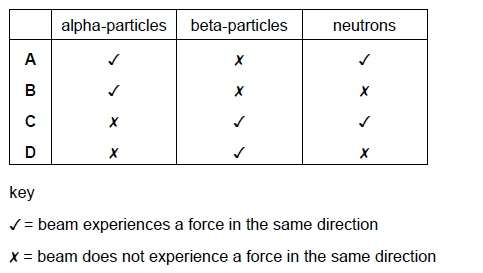 alpha-particles beta-particles neutrons
A ✓ ✗ ✓
B ✓ ✗ ✗
C ✗ ✓ ✓
D ✗ ✓ ✗
key
✓ = beam experiences a force in the same direction
✗ = beam does not experience a force in the same direction